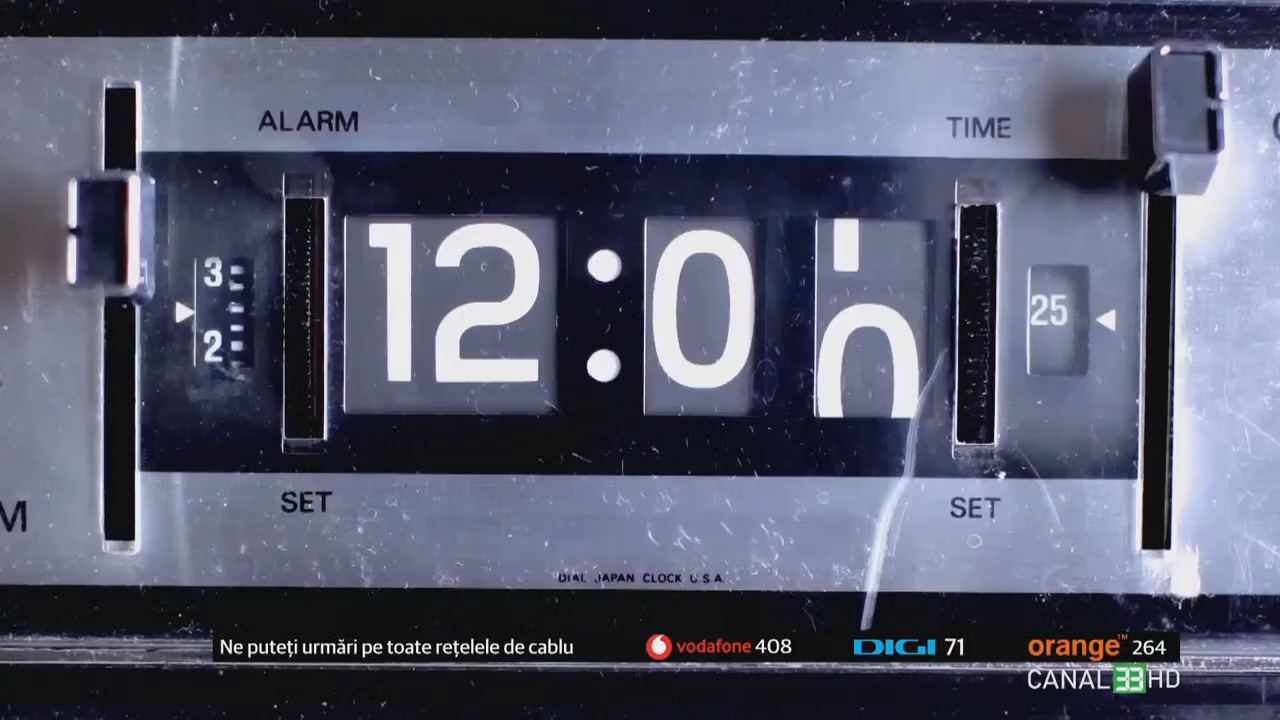 ALARM
TIME
3
2
12:00
25
SET
SET
M
DIAL JAPAN CLOCK U.S.A
Ne puteți urmări pe toate rețelele de cablu
vodafone 408
DIGI 71
orange™ 264
CANAL 33 HD